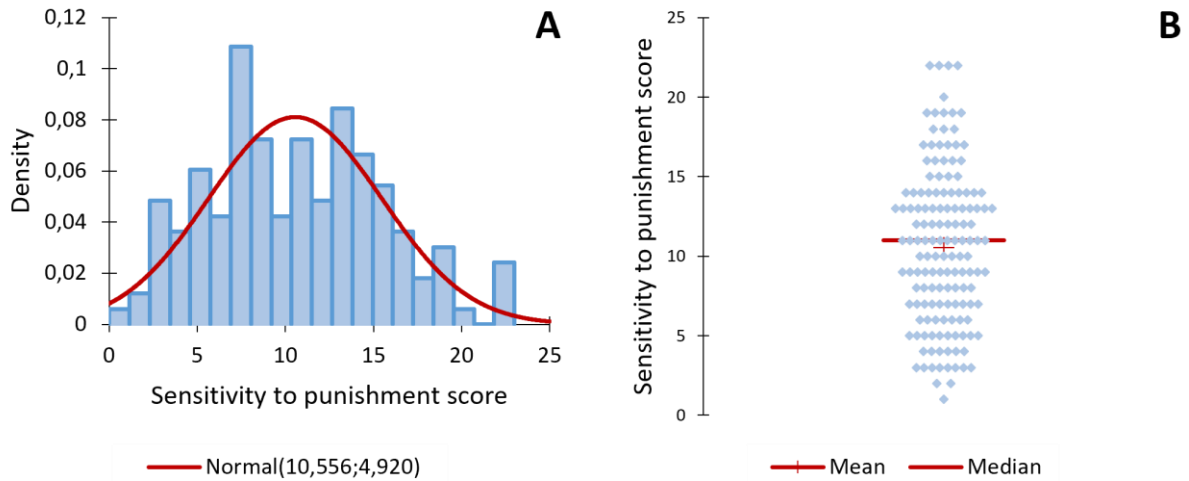 A
Density
0,12
0,1
0,08
0,06
0,04
0,02
0
0 5 10 15 20 25
Sensitivity to punishment score
Normal(10,556;4,920)
B
Sensitivity to punishment score
25
20
15
10
5
0
Mean Median